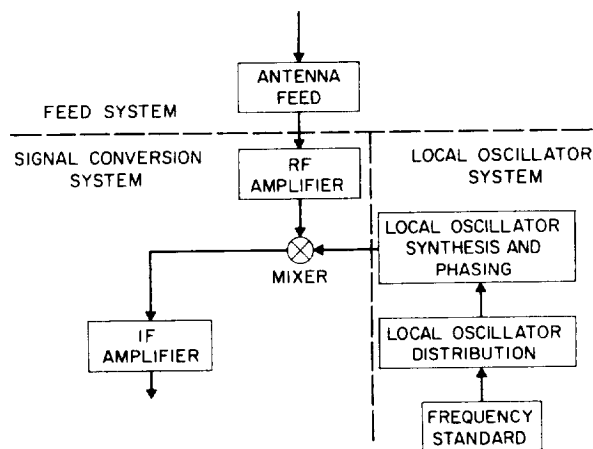 ANTENNA
FEED
FEED SYSTEM
SIGNAL CONVERSION
SYSTEM
RF
AMPLIFIER
LOCAL OSCILLATOR
SYSTEM
LOCAL OSCILLATOR
SYNTHESIS AND
PHASING
MIXER
IF
AMPLIFIER
LOCAL OSCILLATOR
DISTRIBUTION
FREQUENCY
STANDARD